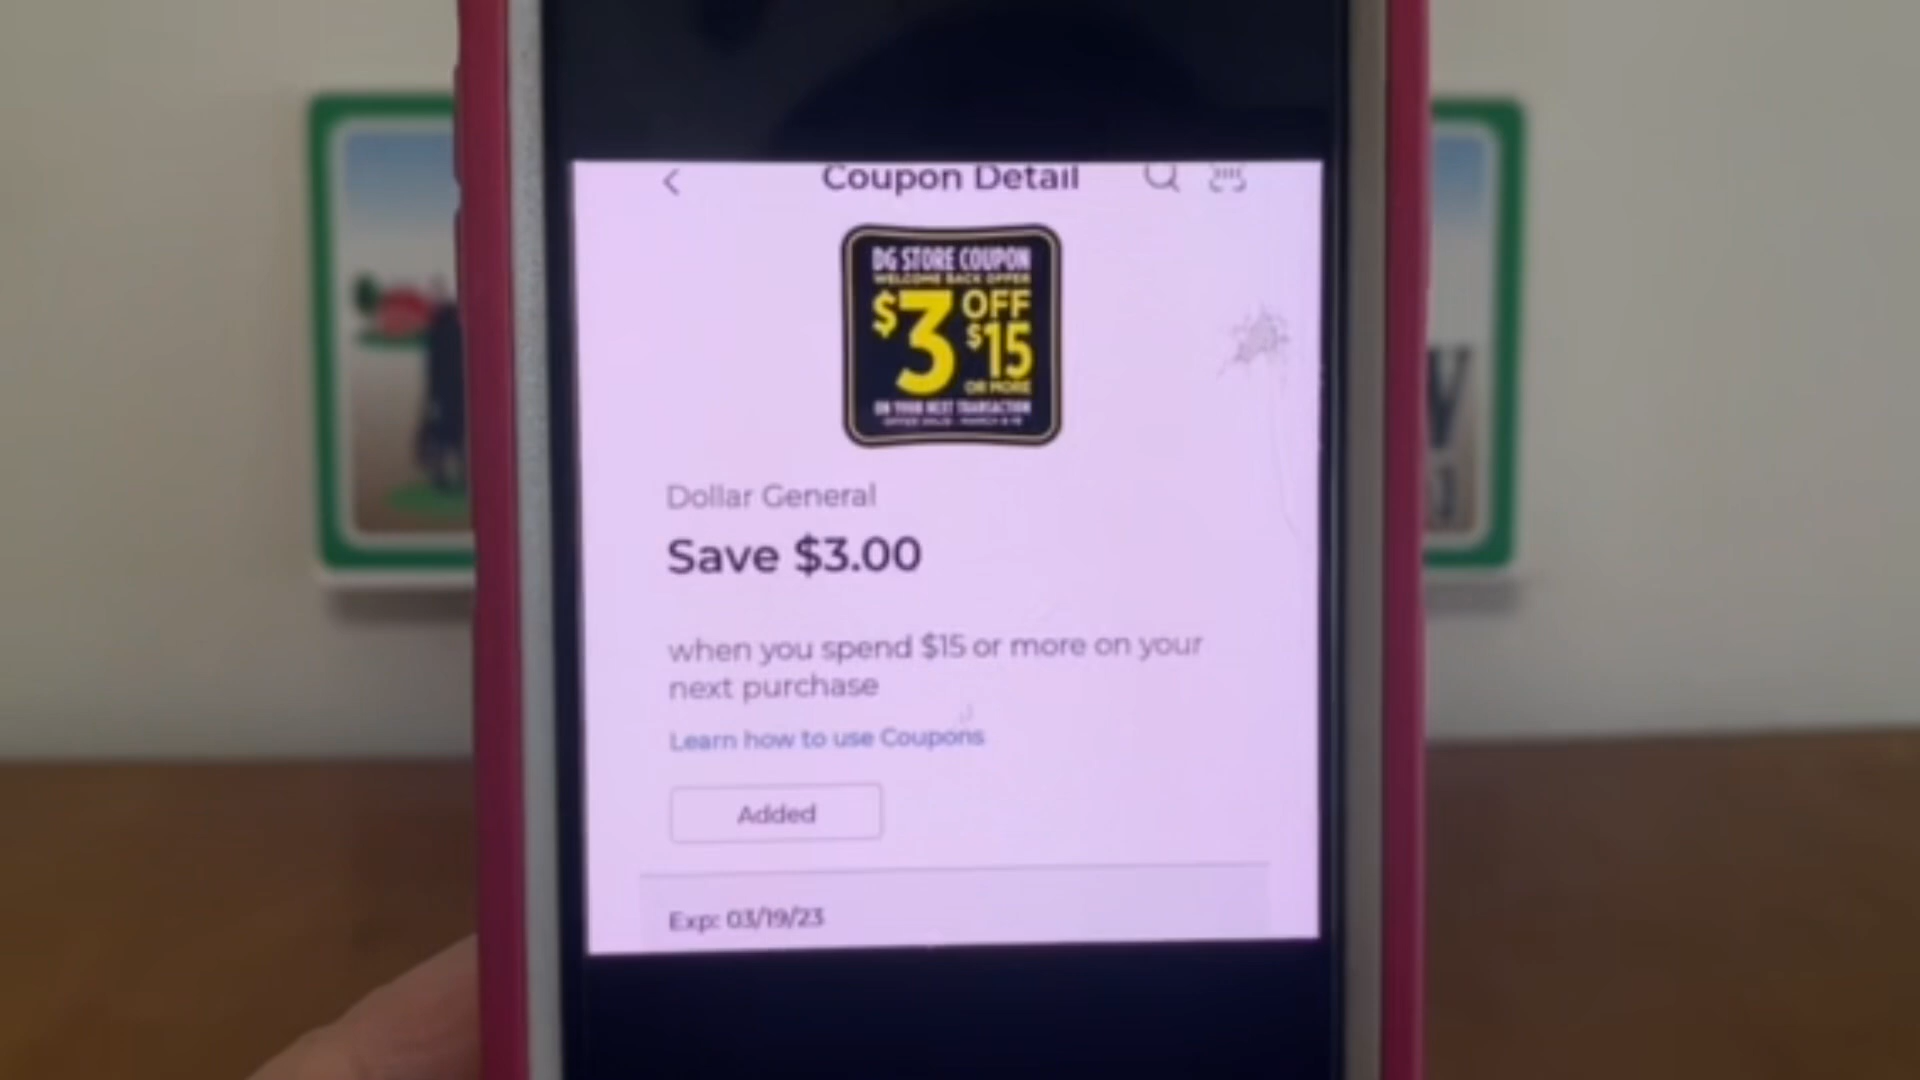 Coupon Detail
DG STORE COUPON
WELCOME BACK OFFER
$3 OFF
$15
OR MORE
ON YOUR NEXT TRANSACTION
Dollar General
Save $3.00
when you spend $15 or more on your
next purchase
Learn how to use Coupons
Added
Exp: 03/19/23